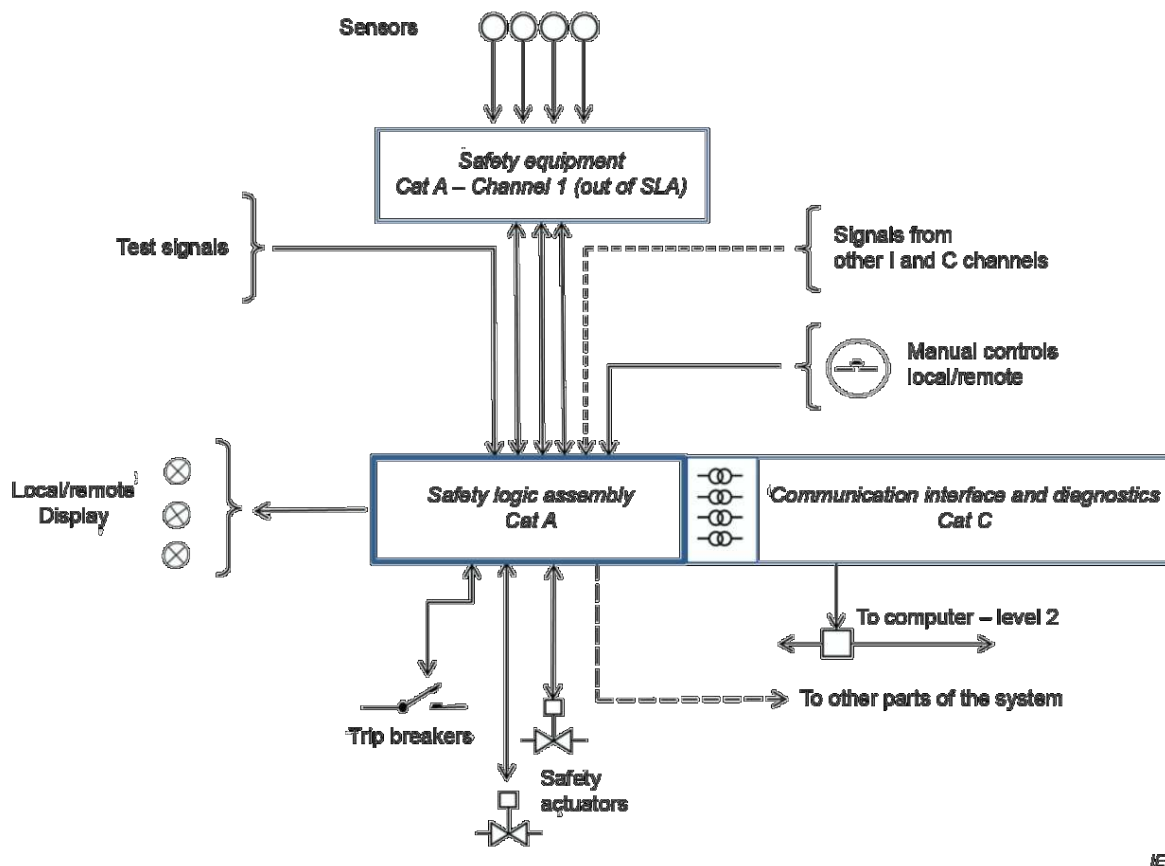 Sensors
Safety equipment
Cat A – Channel 1 (out of SLA)
Test signals
Signals from
other I and C channels
Manual controls
local/remote
Local/remote
Display
Safety logic assembly
Cat A
Communication interface and diagnostics
Cat C
To computer – level 2
To other parts of the system
Trip breakers
Safety
actuators